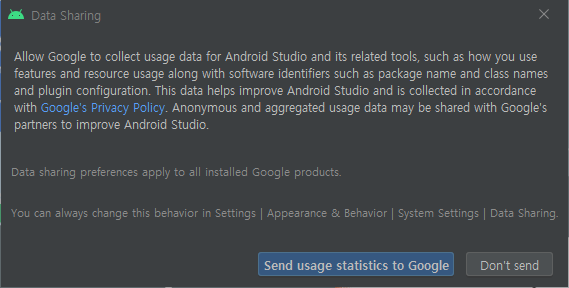 Data Sharing
Allow Google to collect usage data for Android Studio and its related tools, such as how you use
features and resource usage along with software identifiers such as package name and class names
and plugin configuration. This data helps improve Android Studio and is collected in accordance
with Google's Privacy Policy. Anonymous and aggregated usage data may be shared with Google's
partners to improve Android Studio.
Data sharing preferences apply to all installed Google products.
You can always change this behavior in Settings | Appearance & Behavior | System Settings | Data Sharing.
Send usage statistics to Google
Don't send